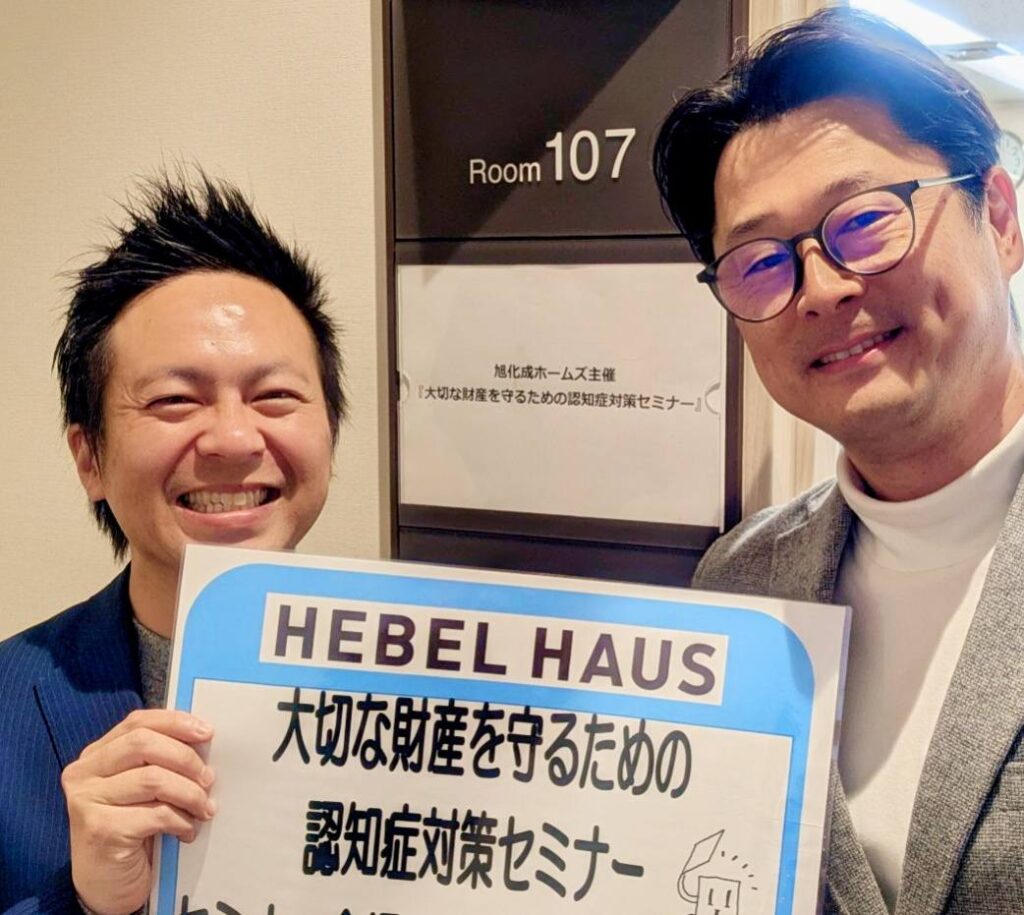 Room 107
旭化成ホームズ主催
『大切な財産を守るための認知症対策セミナー』
HEBEL HAUS
大切な財産を守るための
認知症対策セミナー